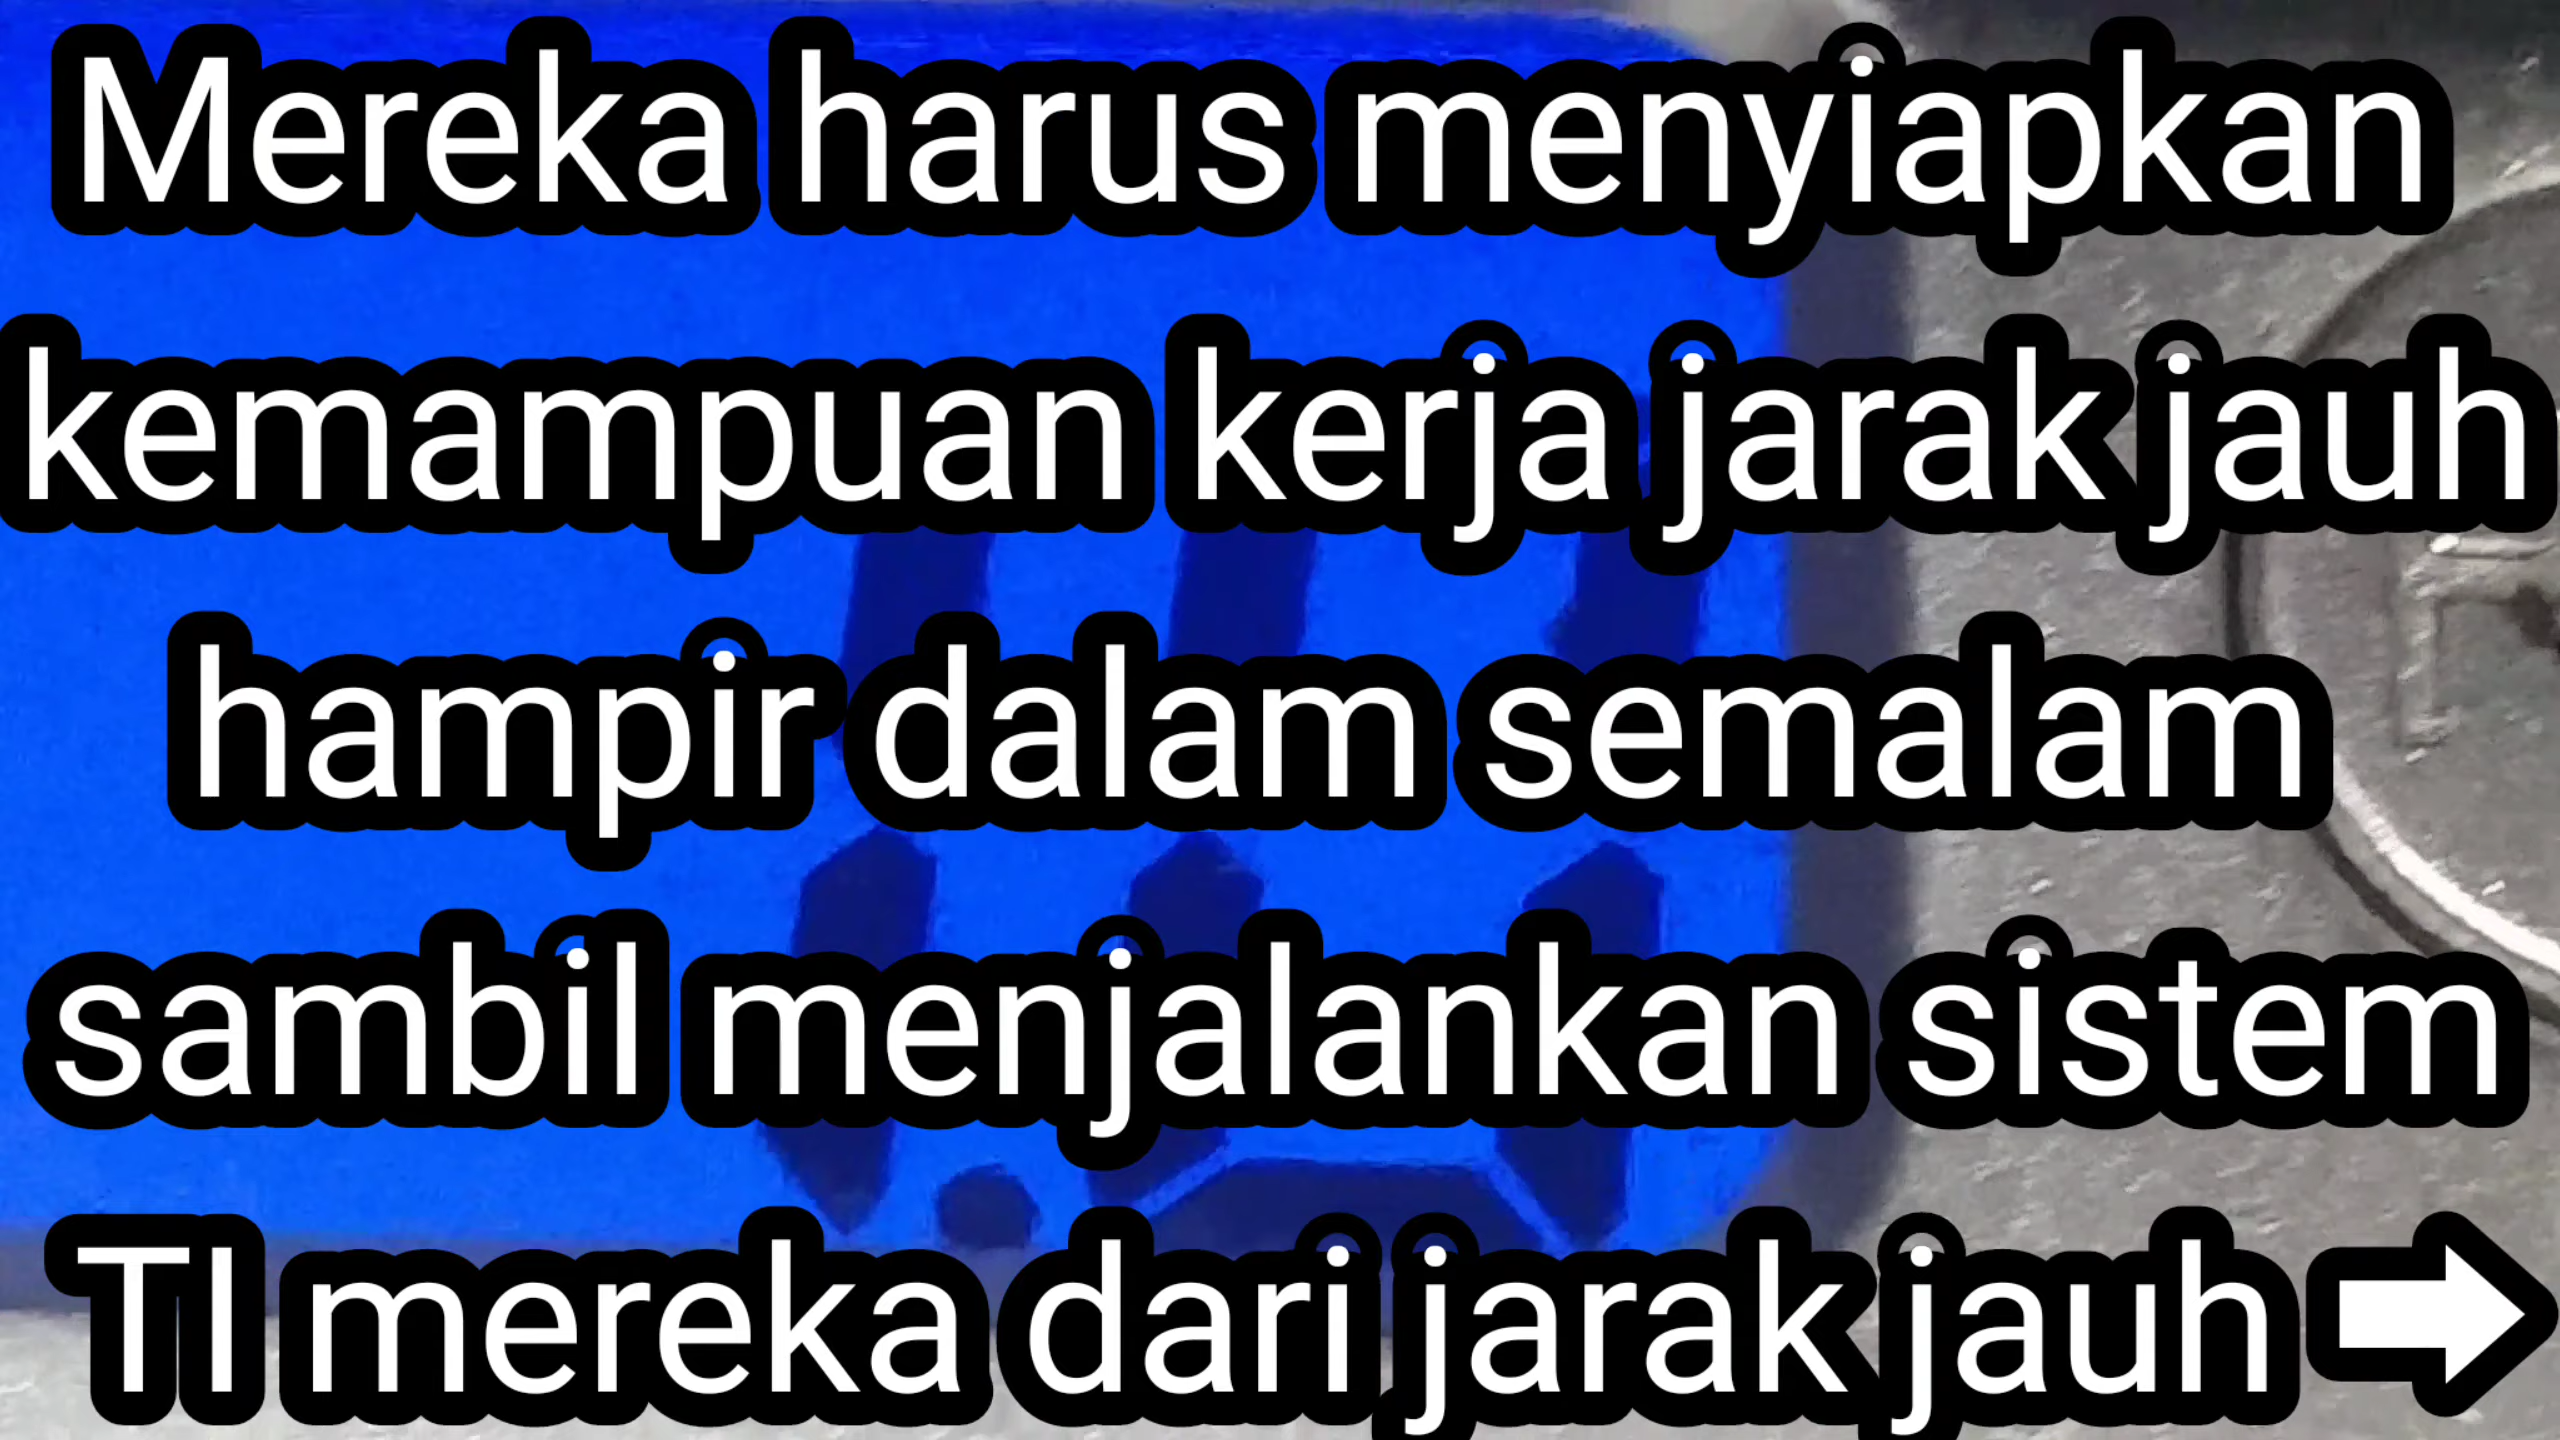 Mereka harus menyiapkan
kemampuan kerja jarak jauh
hampir dalam semalam
sambil menjalankan sistem
TI mereka dari jarak jauh ➡